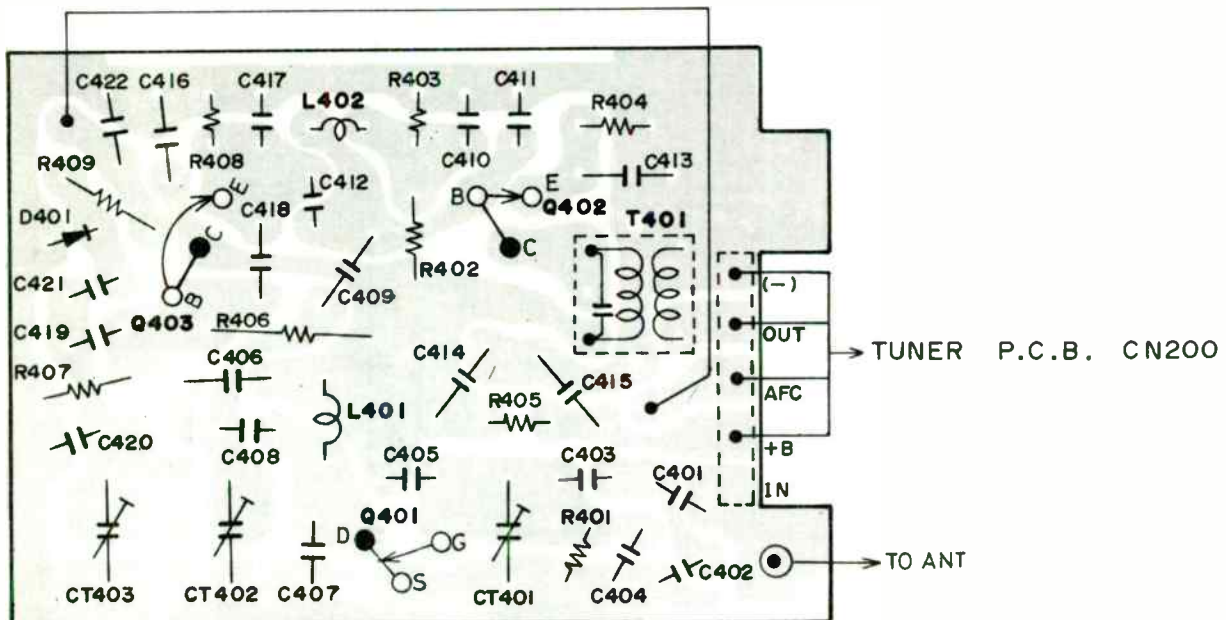 C422 C416 C417 R403 C411
L402 R404
R409 R408 C410 C413
E C412 B E
D401 C418 Q402
C C T401
C421 R402
C409 (-)
B
Q403 R406
C419 OUT
C414
C406 TUNER P.C.B. CN200
R407 C415
L401 R405 AFC
C420 C408 C405 C403 +B
C401
IN
Q401 R401
D G
TO ANT
S C402
CT403 CT402 C407 CT401 C404